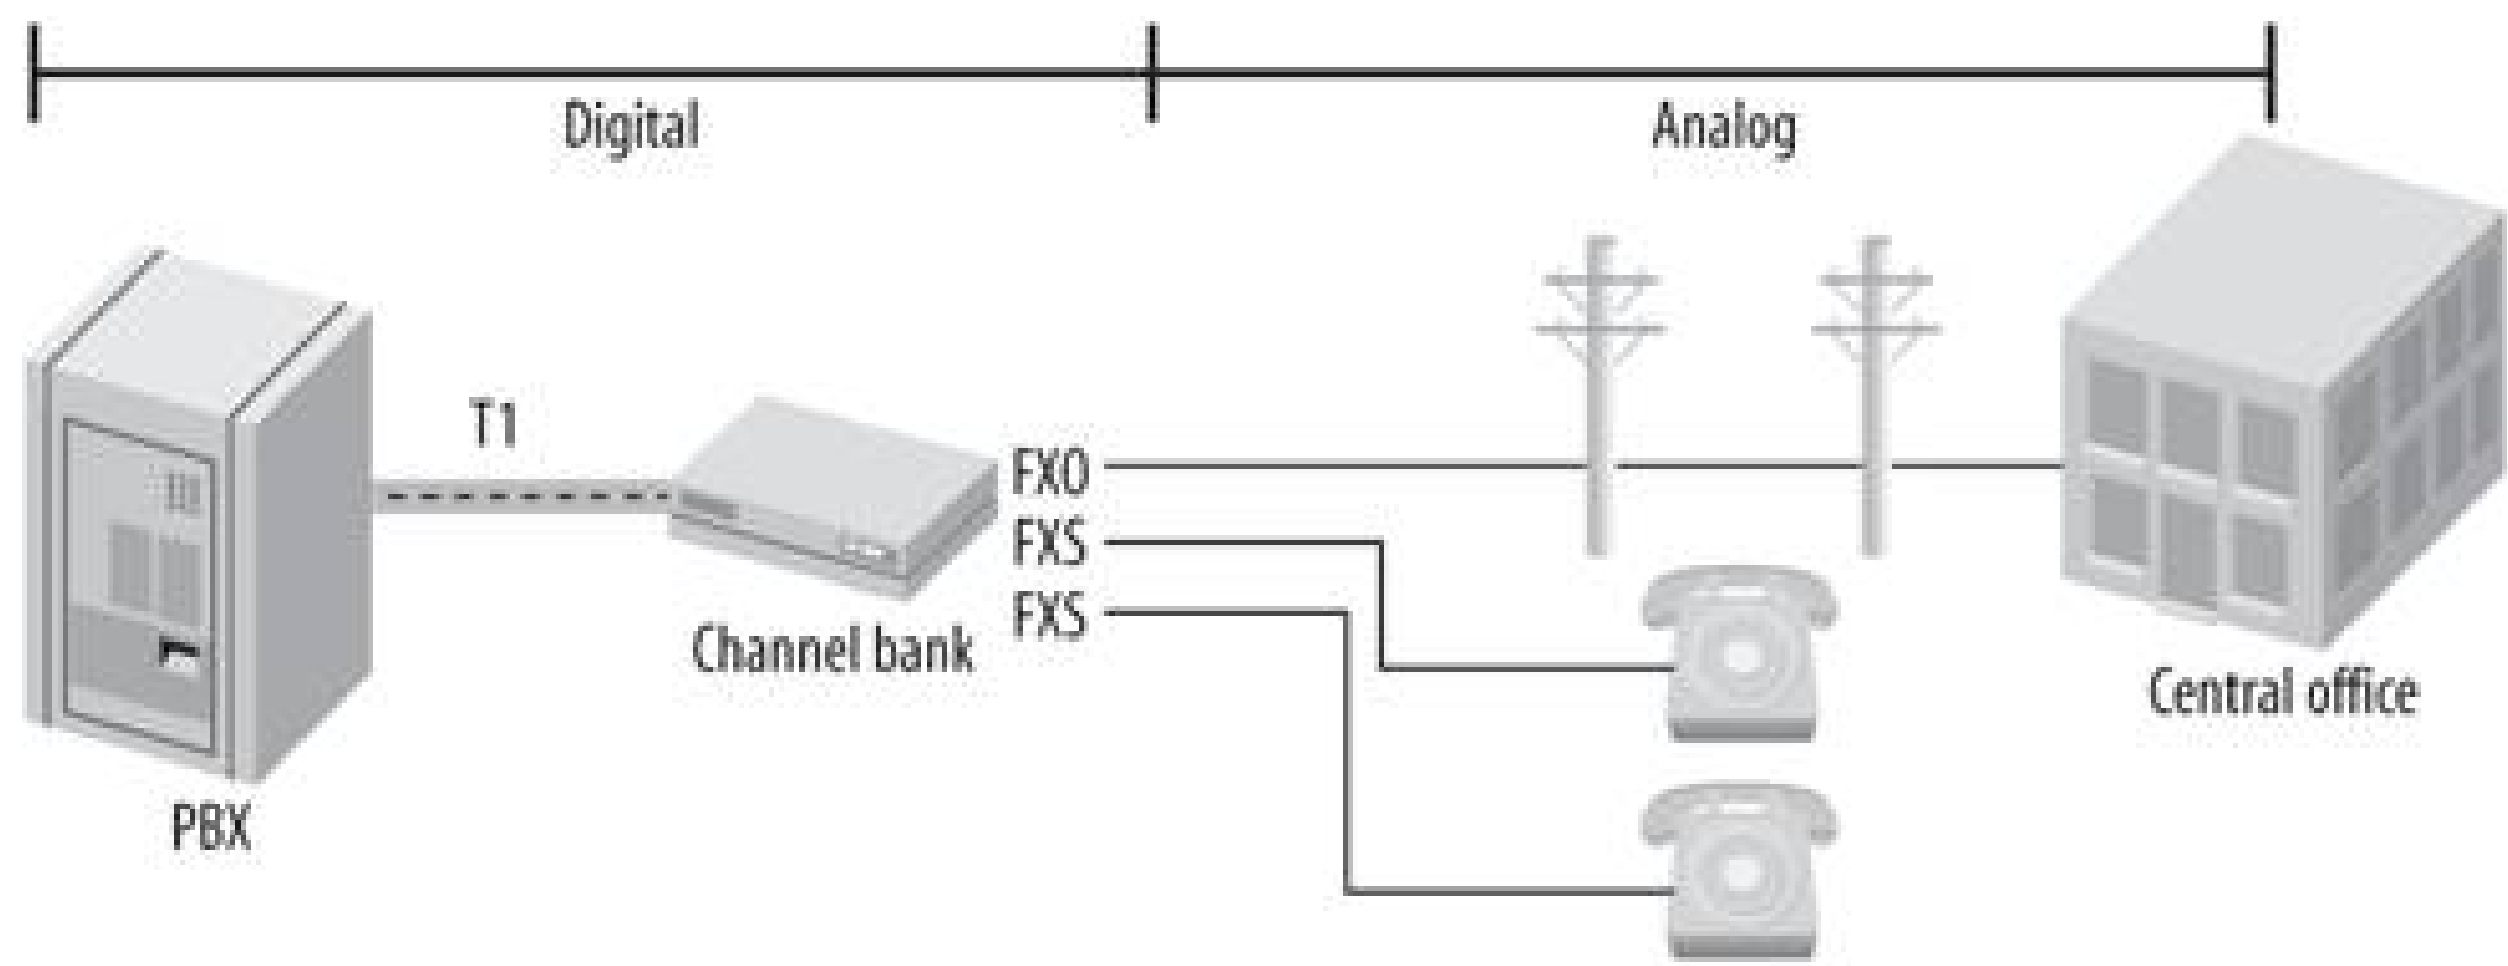 Digital
Analog
T1
FXO
FXS
FXS
Channel bank
Central office
PBX